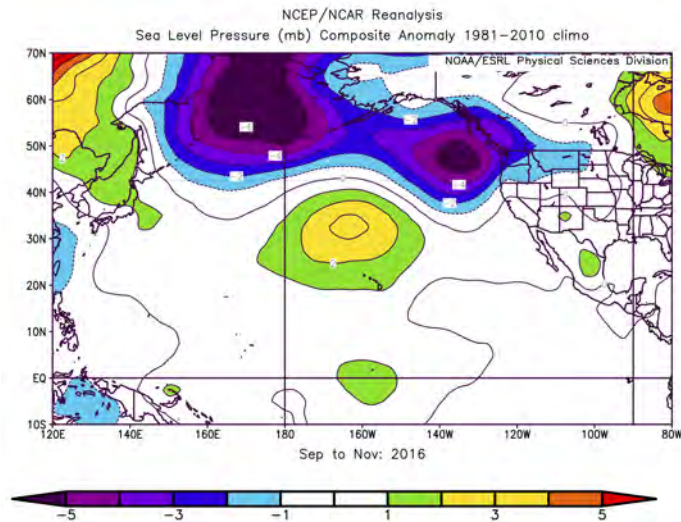 NCEP/NCAR Reanalysis
Sea Level Pressure (mb) Composite Anomaly 1981-2010 climo
NOAA/ESRL Physical Sciences Division
70N
60N
50N
40N
30N
20N
10N
EQ
10S
120E 140E 160E 180 160W 140W 120W 100W 80W
Sep to Nov: 2016
-5 -3 -1 1 3 5